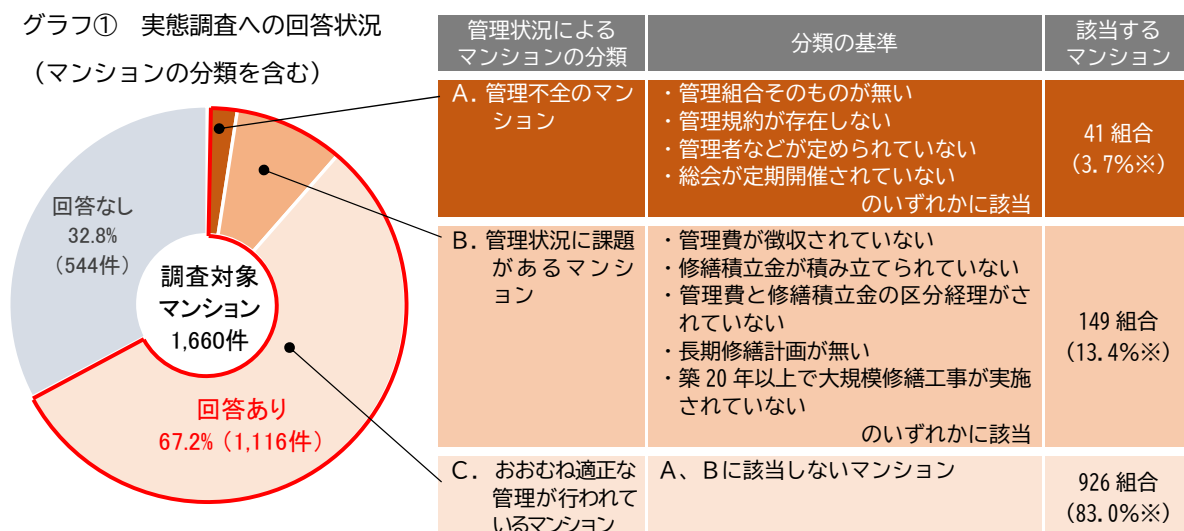 グラフ① 実態調査への回答状況
（マンションの分類を含む）
回答なし
32.8%
（544件）
調査対象
マンション
1,660件
回答あり
67.2%（1,116件）
管理状況による
マンションの分類
分類の基準
該当する
マンション
A. 管理不全のマン
ション
・管理組合そのものが無い
・管理規約が存在しない
・管理者などが定められていない
・総会が定期開催されていない
のいずれかに該当
41 組合
(3.7%※)
B. 管理状況に課題
があるマンシ
ョン
・管理費が徴収されていない
・修繕積立金が積み立てられていない
・管理費と修繕積立金の区分経理がさ
れていない
・長期修繕計画が無い
・築 20 年以上で大規模修繕工事が実施
されていない
のいずれかに該当
149 組合
(13.4%※)
C. おおむね適正な
管理が行われて
いるマンション
A、Bに該当しないマンション
926 組合
(83.0%※)